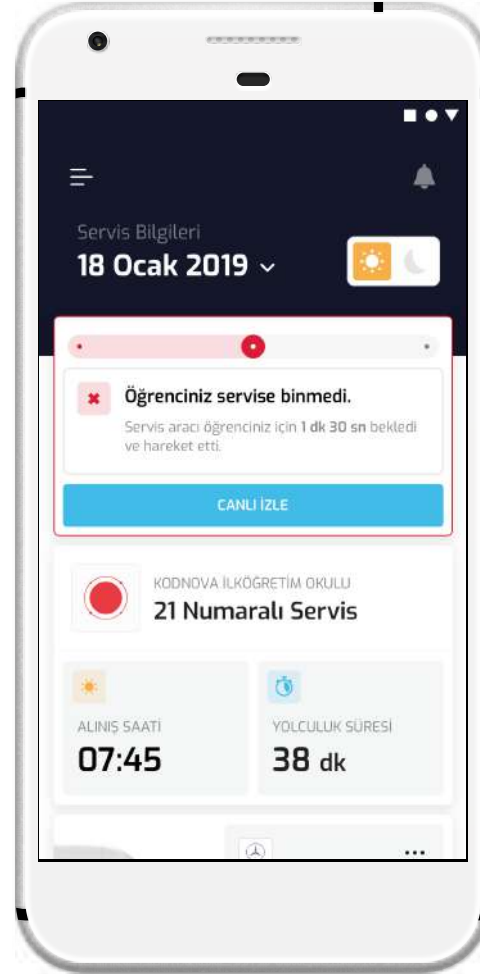 Servis Bilgileri
18 Ocak 2019
Öğrenciniz servise binmedi.
Servis aracı öğrenciniz için 1 dk 30 sn bekledi
ve hareket etti.
CANLI İZLE
KODNOVA İLKÖĞRETİM OKULU
21 Numaralı Servis
ALINIŞ SAATİ
07:45
YOLCULUK SÜRESİ
38 dk